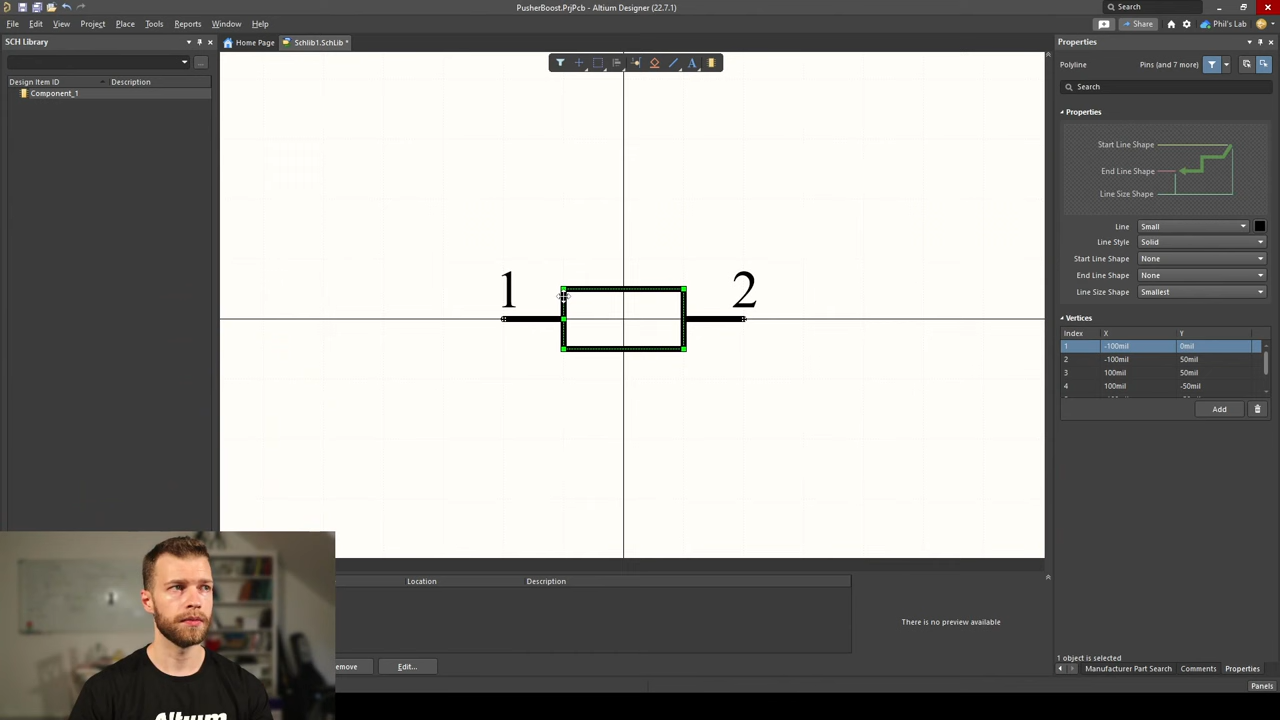 PusherBoost.PrjPcb - Altium Designer (22.7.1)
Search
File Edit View Project Place Tools Reports Window Help
Share
Phil's Lab
SCH Library
Home Page
Schlib1.SchLib *
Properties
...
Polyline
Pins (and 7 more)
Design Item ID Description
Search
Component_1
Properties
Start Line Shape
End Line Shape
Line Size Shape
Line Small
Line Style Solid
Start Line Shape None
End Line Shape None
Line Size Shape Smallest
1 2
Vertices
Index X Y
1 -100mil 0mil
2 -100mil 50mil
3 100mil 50mil
4 100mil -50mil
Add
Location Description
There is no preview available
emove
Edit...
1 object is selected
Manufacturer Part Search Comments Properties
Panels
Altium